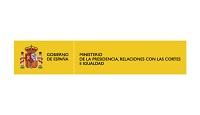 GOBIERNO
DE ESPAÑA
MINISTERIO
DE LA PRESIDENCIA, RELACIONES CON LAS CORTES
E IGUALDAD